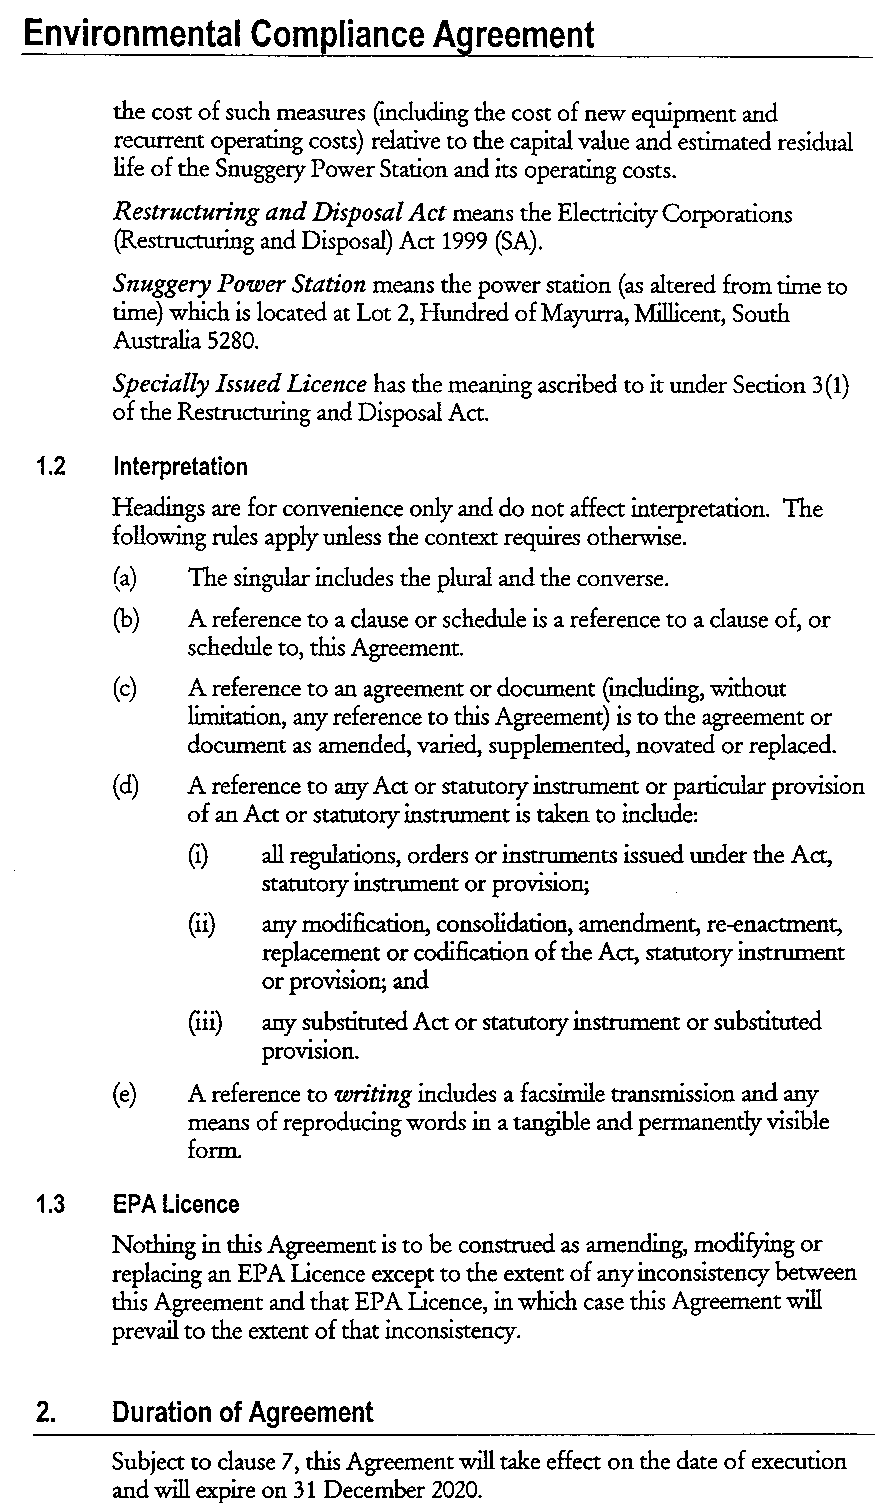 Environmental Compliance Agreement
the cost of such measures (including the cost of new equipment and
recurrent operating costs) relative to the capital value and estimated residual
life of the Snuggery Power Station and its operating costs.
Restructuring and Disposal Act means the Electricity Corporations
(Restructuring and Disposal) Act 1999 (SA).
Snuggery Power Station means the power station (as altered from time to
time) which is located at Lot 2, Hundred of Mayurra, Millicent, South
Australia 5280.
Specially Issued Licence has the meaning ascribed to it under Section 3(1)
of the Restructuring and Disposal Act.
1.2 Interpretation
Headings are for convenience only and do not affect interpretation. The
following rules apply unless the context requires otherwise.
(a) The singular includes the plural and the converse.
(b) A reference to a clause or schedule is a reference to a clause of, or
schedule to, this Agreement.
(c) A reference to an agreement or document (including, without
limitation, any reference to this Agreement) is to the agreement or
document as amended, varied, supplemented, novated or replaced.
(d) A reference to any Act or statutory instrument or particular provision
of an Act or statutory instrument is taken to include:
(i) all regulations, orders or instruments issued under the Act,
statutory instrument or provision;
(ii) any modification, consolidation, amendment, re-enactment,
replacement or codification of the Act, statutory instrument
or provision; and
(iii) any substituted Act or statutory instrument or substituted
provision.
(e) A reference to writing includes a facsimile transmission and any
means of reproducing words in a tangible and permanently visible
form.
1.3 EPA Licence
Nothing in this Agreement is to be construed as amending, modifying or
replacing an EPA Licence except to the extent of any inconsistency between
this Agreement and that EPA Licence, in which case this Agreement will
prevail to the extent of that inconsistency.
2. Duration of Agreement
Subject to clause 7, this Agreement will take effect on the date of execution
and will expire on 31 December 2020.